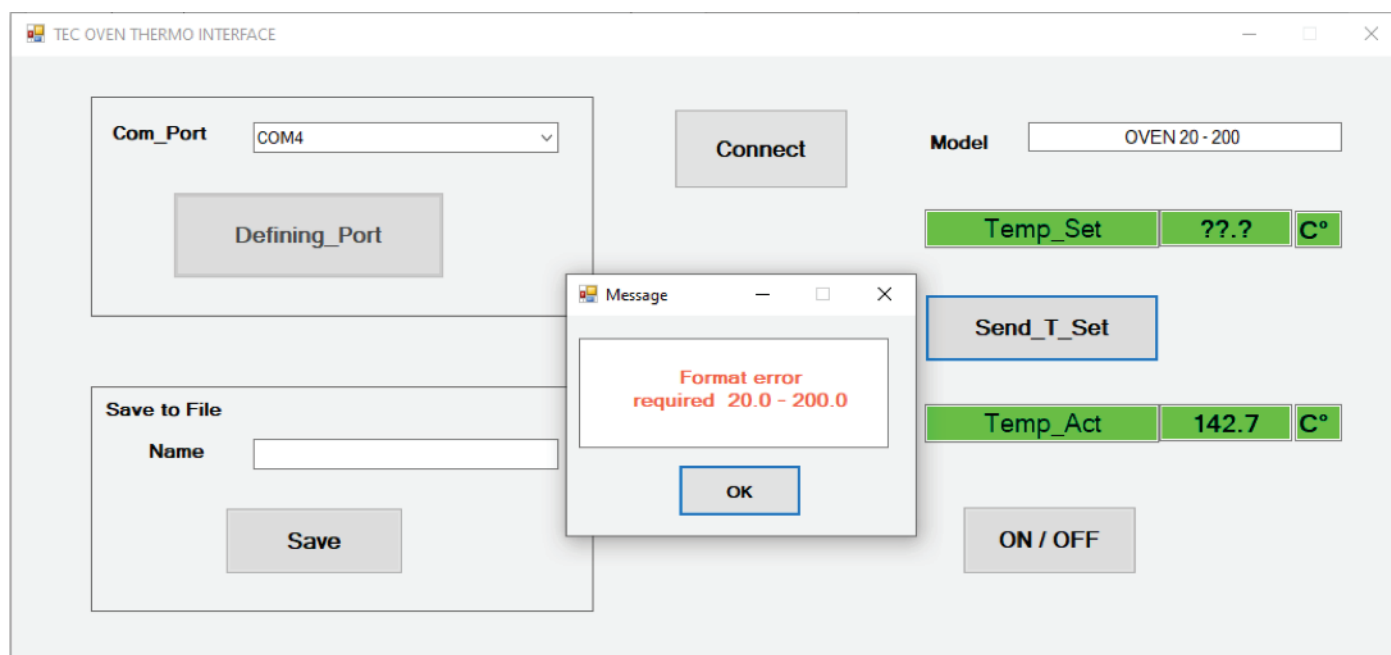 TEC OVEN THERMO INTERFACE
Com_Port
COM4
Defining_Port
Connect
Model
OVEN 20 - 200
Temp_Set
??.?
C°
Message
Format error
required 20.0 - 200.0
OK
Send_T_Set
Save to File
Name
Save
Temp_Act
142.7
C°
ON / OFF